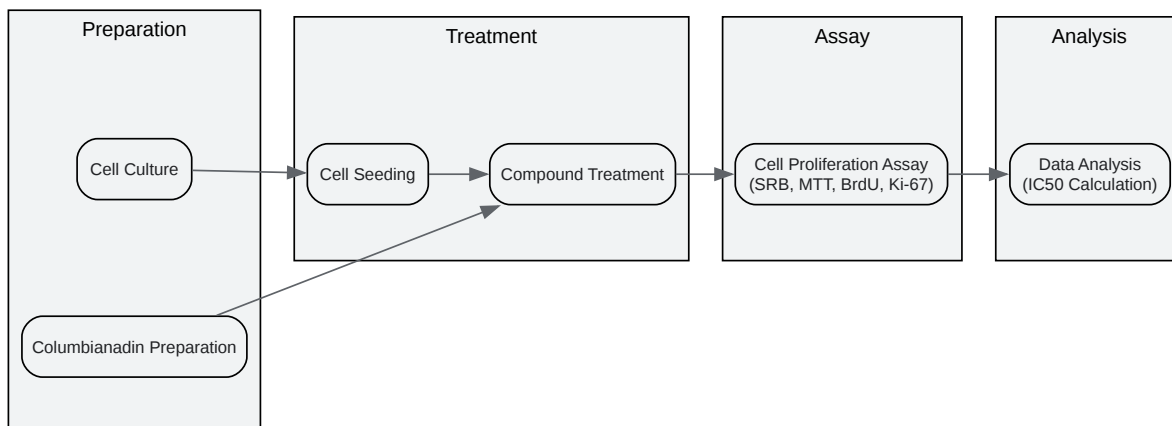 Preparation
Treatment
Assay
Analysis
Cell Culture
Cell Seeding
Compound Treatment
Cell Proliferation Assay
(SRB, MTT, BrdU, Ki-67)
Data Analysis
(IC50 Calculation)
Columbianadin Preparation